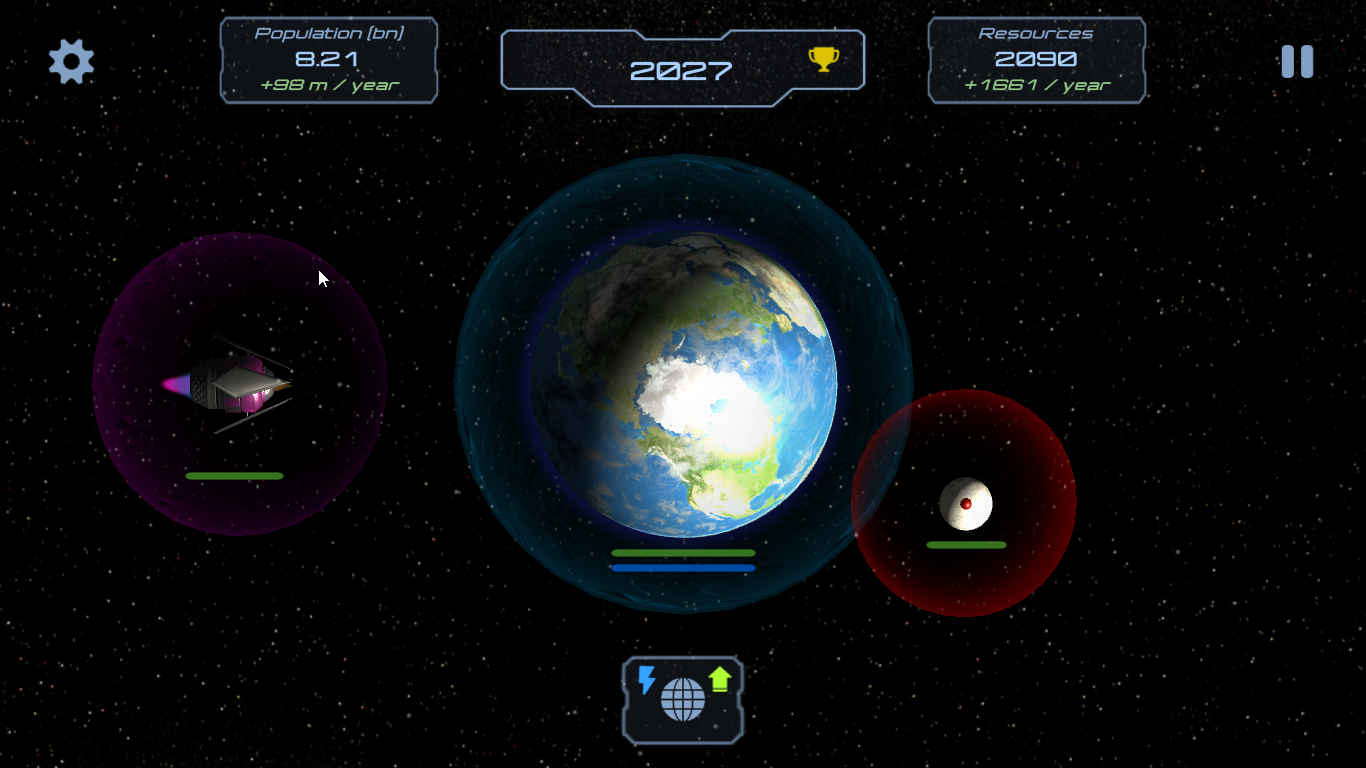 Population (bn)
8.21
+98 m / year
2027
Resources
2090
+1661 / year